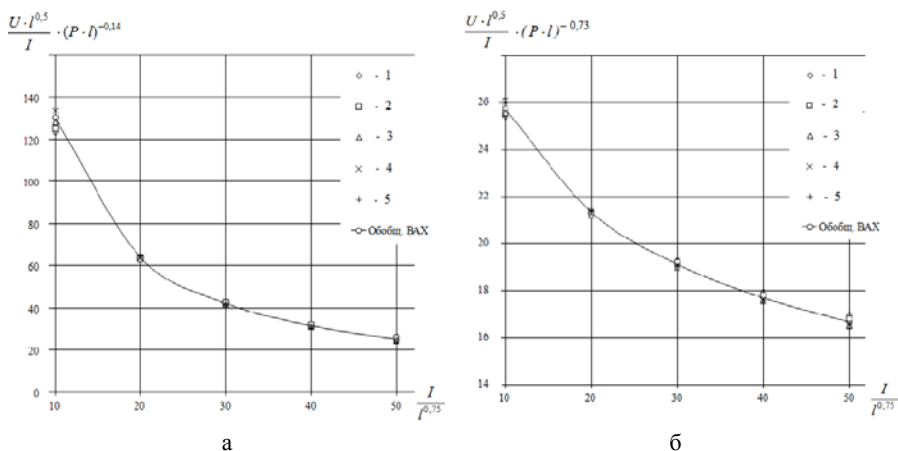 U · l^0,5 / I · (P · l)^−0,14
140
120
100
80
60
40
20
0
10 20 30 40 50
I / l^0,75
- 1
- 2
- 3
- 4
- 5
Обобщ. ВАХ
а
U · l^0,5 / I · (P · l)^− 0,73
26
24
22
20
18
16
14
10 20 30 40 50
I / l^0,75
- 1
- 2
- 3
- 4
- 5
Обобщ. ВАХ
б